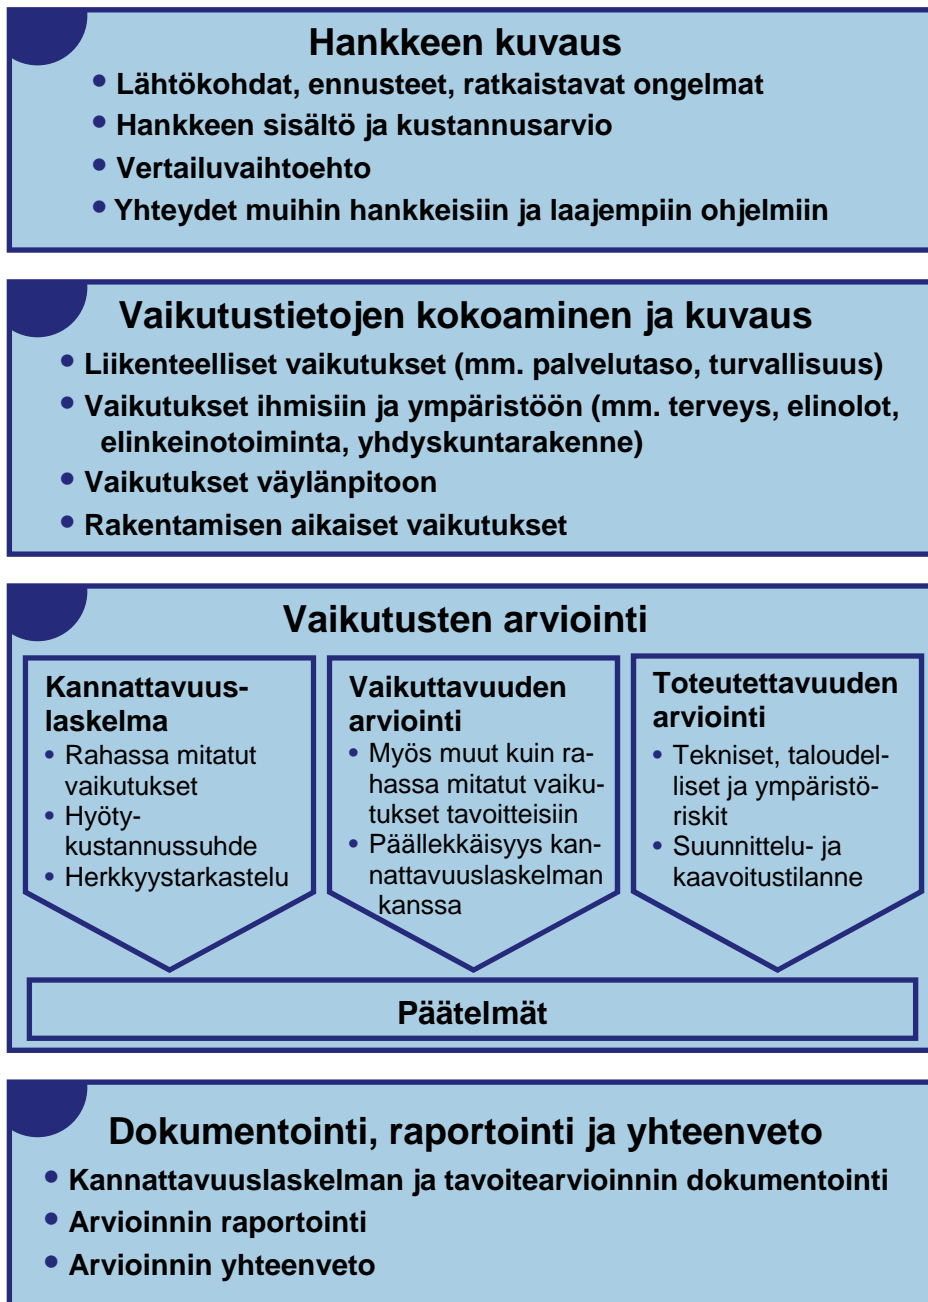 Hankkeen kuvaus
• Lähtökohdat, ennusteet, ratkaistavat ongelmat
• Hankkeen sisältö ja kustannusarvio
• Vertailuvaihtoehto
• Yhteydet muihin hankkeisiin ja laajempiin ohjelmiin
Vaikutustietojen kokoaminen ja kuvaus
• Liikenteelliset vaikutukset (mm. palvelutaso, turvallisuus)
• Vaikutukset ihmisiin ja ympäristöön (mm. terveys, elinolot,
elinkeinotoiminta, yhdyskuntarakenne)
• Vaikutukset väylänpitoon
• Rakentamisen aikaiset vaikutukset
Vaikutusten arviointi
Kannattavuus-
laskelma
• Rahassa mitatut
vaikutukset
• Hyöty-
kustannussuhde
• Herkkyystarkastelu
Vaikuttavuuden
arviointi
• Myös muut kuin ra-
hassa mitatut vaiku-
tukset tavoitteisiin
• Päällekkäisyys kan-
nattavuuslaskelman
kanssa
Toteutettavuuden
arviointi
• Tekniset, taloudel-
liset ja ympäristö-
riskit
• Suunnittelu- ja
kaavoitustilanne
Päätelmät
Dokumentointi, raportointi ja yhteenveto
• Kannattavuuslaskelman ja tavoitearvioinnin dokumentointi
• Arvioinnin raportointi
• Arvioinnin yhteenveto